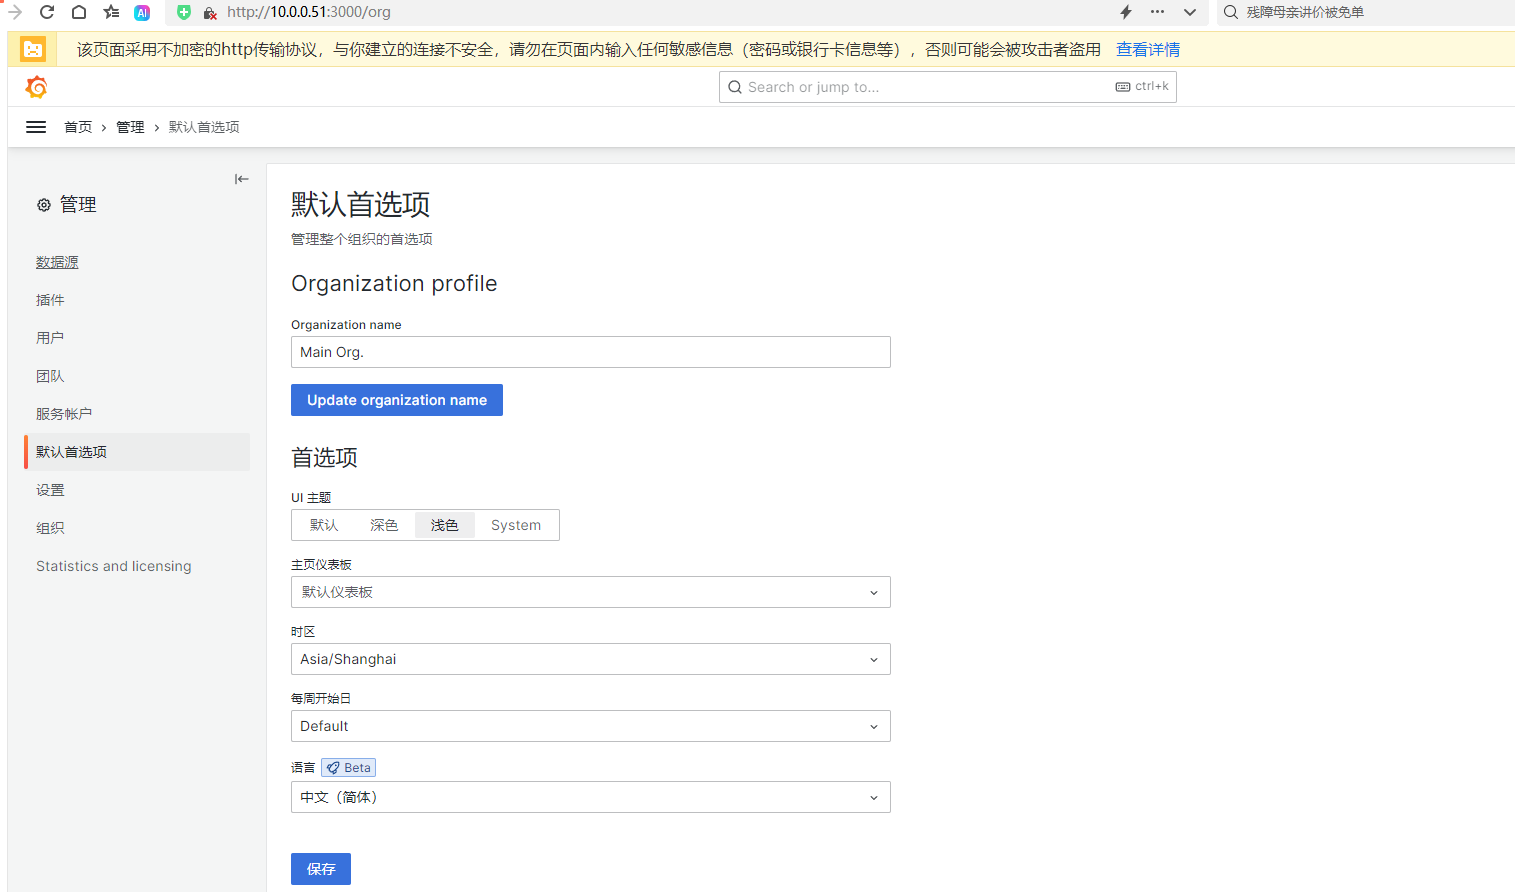 http://10.0.0.51:3000/org
残障母亲讲价被免单
该页面采用不加密的http传输协议，与你建立的连接不安全，请勿在页面内输入任何敏感信息（密码或银行卡信息等），否则可能会被攻击者盗用 查看详情
Search or jump to...
ctrl+k
首页 › 管理 › 默认首选项
管理
数据源
插件
用户
团队
服务帐户
默认首选项
设置
组织
Statistics and licensing
默认首选项
管理整个组织的首选项
Organization profile
Organization name
Main Org.
Update organization name
首选项
UI 主题
默认 深色 浅色 System
主页仪表板
默认仪表板
时区
Asia/Shanghai
每周开始日
Default
语言 Beta
中文（简体）
保存